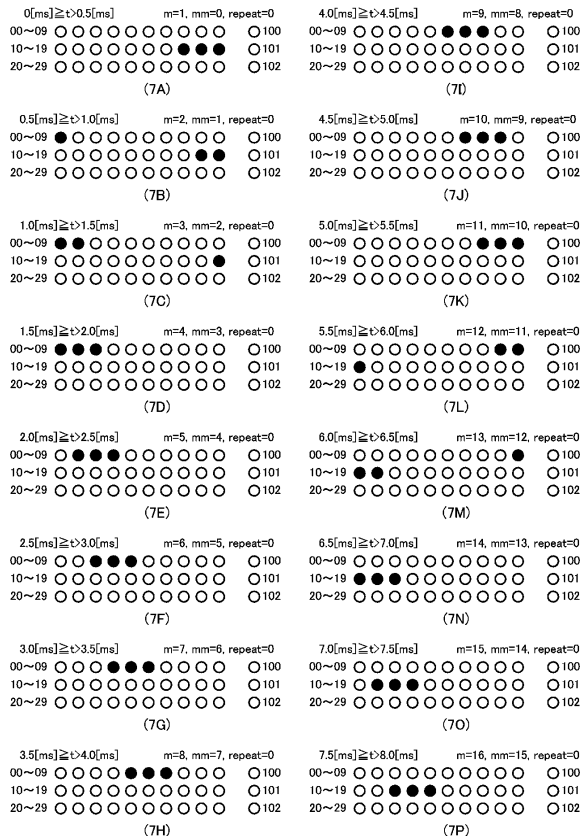 0[ms]≧t>0.5[ms] m=1, mm=0, repeat=0
00～09 100
10～19 101
20～29 102
(7A)
0.5[ms]≧t>1.0[ms] m=2, mm=1, repeat=0
00～09 100
10～19 101
20～29 102
(7B)
1.0[ms]≧t>1.5[ms] m=3, mm=2, repeat=0
00～09 100
10～19 101
20～29 102
(7C)
1.5[ms]≧t>2.0[ms] m=4, mm=3, repeat=0
00～09 100
10～19 101
20～29 102
(7D)
2.0[ms]≧t>2.5[ms] m=5, mm=4, repeat=0
00～09 100
10～19 101
20～29 102
(7E)
2.5[ms]≧t>3.0[ms] m=6, mm=5, repeat=0
00～09 100
10～19 101
20～29 102
(7F)
3.0[ms]≧t>3.5[ms] m=7, mm=6, repeat=0
00～09 100
10～19 101
20～29 102
(7G)
3.5[ms]≧t>4.0[ms] m=8, mm=7, repeat=0
00～09 100
10～19 101
20～29 102
(7H)
4.0[ms]≧t>4.5[ms] m=9, mm=8, repeat=0
00～09 100
10～19 101
20～29 102
(7I)
4.5[ms]≧t>5.0[ms] m=10, mm=9, repeat=0
00～09 100
10～19 101
20～29 102
(7J)
5.0[ms]≧t>5.5[ms] m=11, mm=10, repeat=0
00～09 100
10～19 101
20～29 102
(7K)
5.5[ms]≧t>6.0[ms] m=12, mm=11, repeat=0
00～09 100
10～19 101
20～29 102
(7L)
6.0[ms]≧t>6.5[ms] m=13, mm=12, repeat=0
00～09 100
10～19 101
20～29 102
(7M)
6.5[ms]≧t>7.0[ms] m=14, mm=13, repeat=0
00～09 100
10～19 101
20～29 102
(7N)
7.0[ms]≧t>7.5[ms] m=15, mm=14, repeat=0
00～09 100
10～19 101
20～29 102
(7O)
7.5[ms]≧t>8.0[ms] m=16, mm=15, repeat=0
00～09 100
10～19 101
20～29 102
(7P)